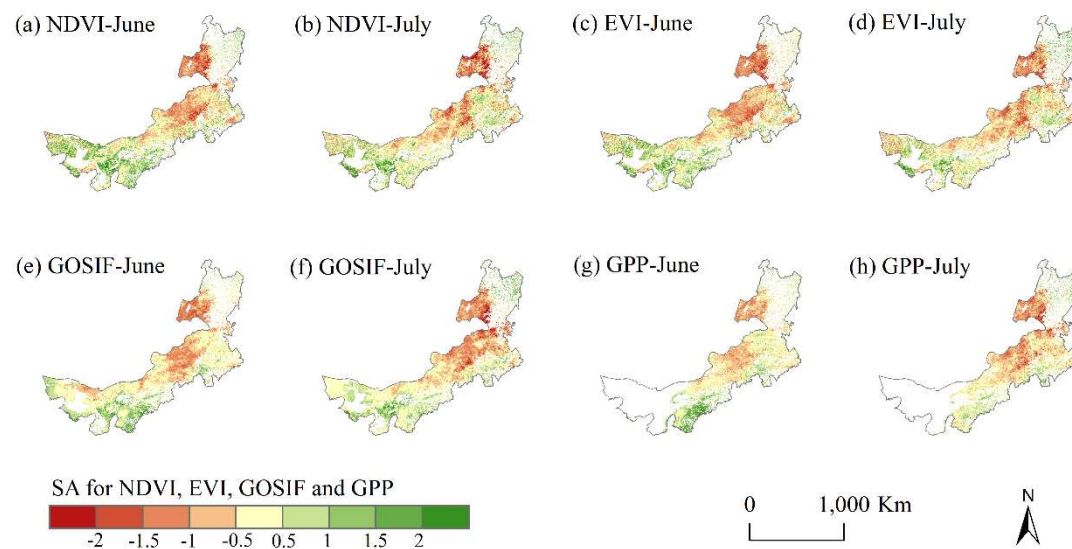 (a) NDVI-June
(b) NDVI-July
(c) EVI-June
(d) EVI-July
(e) GOSIF-June
(f) GOSIF-July
(g) GPP-June
(h) GPP-July
SA for NDVI, EVI, GOSIF and GPP
-2 -1.5 -1 -0.5 0.5 1 1.5 2
0 1,000 Km
N